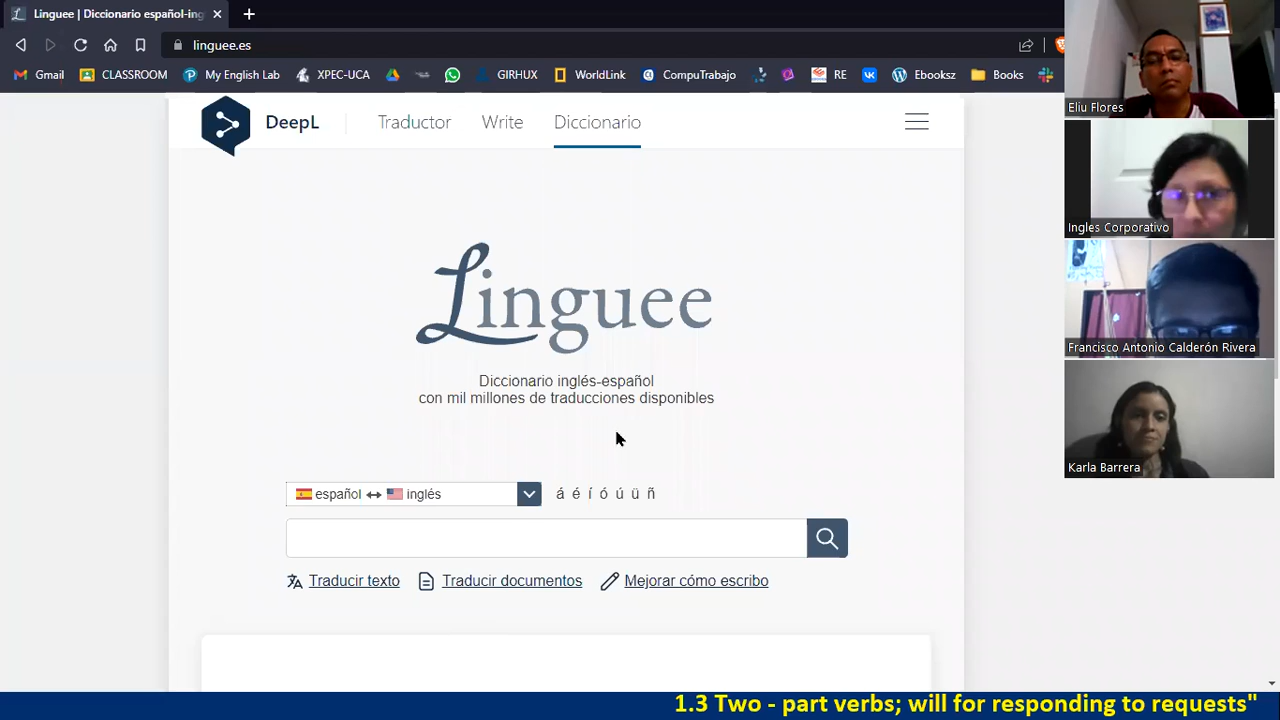 Linguee | Diccionario español-ing
linguee.es
Gmail CLASSROOM My English Lab XPEC-UCA GIRHUX WorldLink CompuTrabajo RE Ebooksz Books
DeepL Traductor Write Diccionario
Linguee
Diccionario inglés-español
con mil millones de traducciones disponibles
español inglés á é í ó ú ü ñ
Traducir texto Traducir documentos Mejorar cómo escribo
Eliu Flores
Ingles Corporativo
Francisco Antonio Calderón Rivera
Karla Barrera
1.3 Two - part verbs; will for responding to requests"